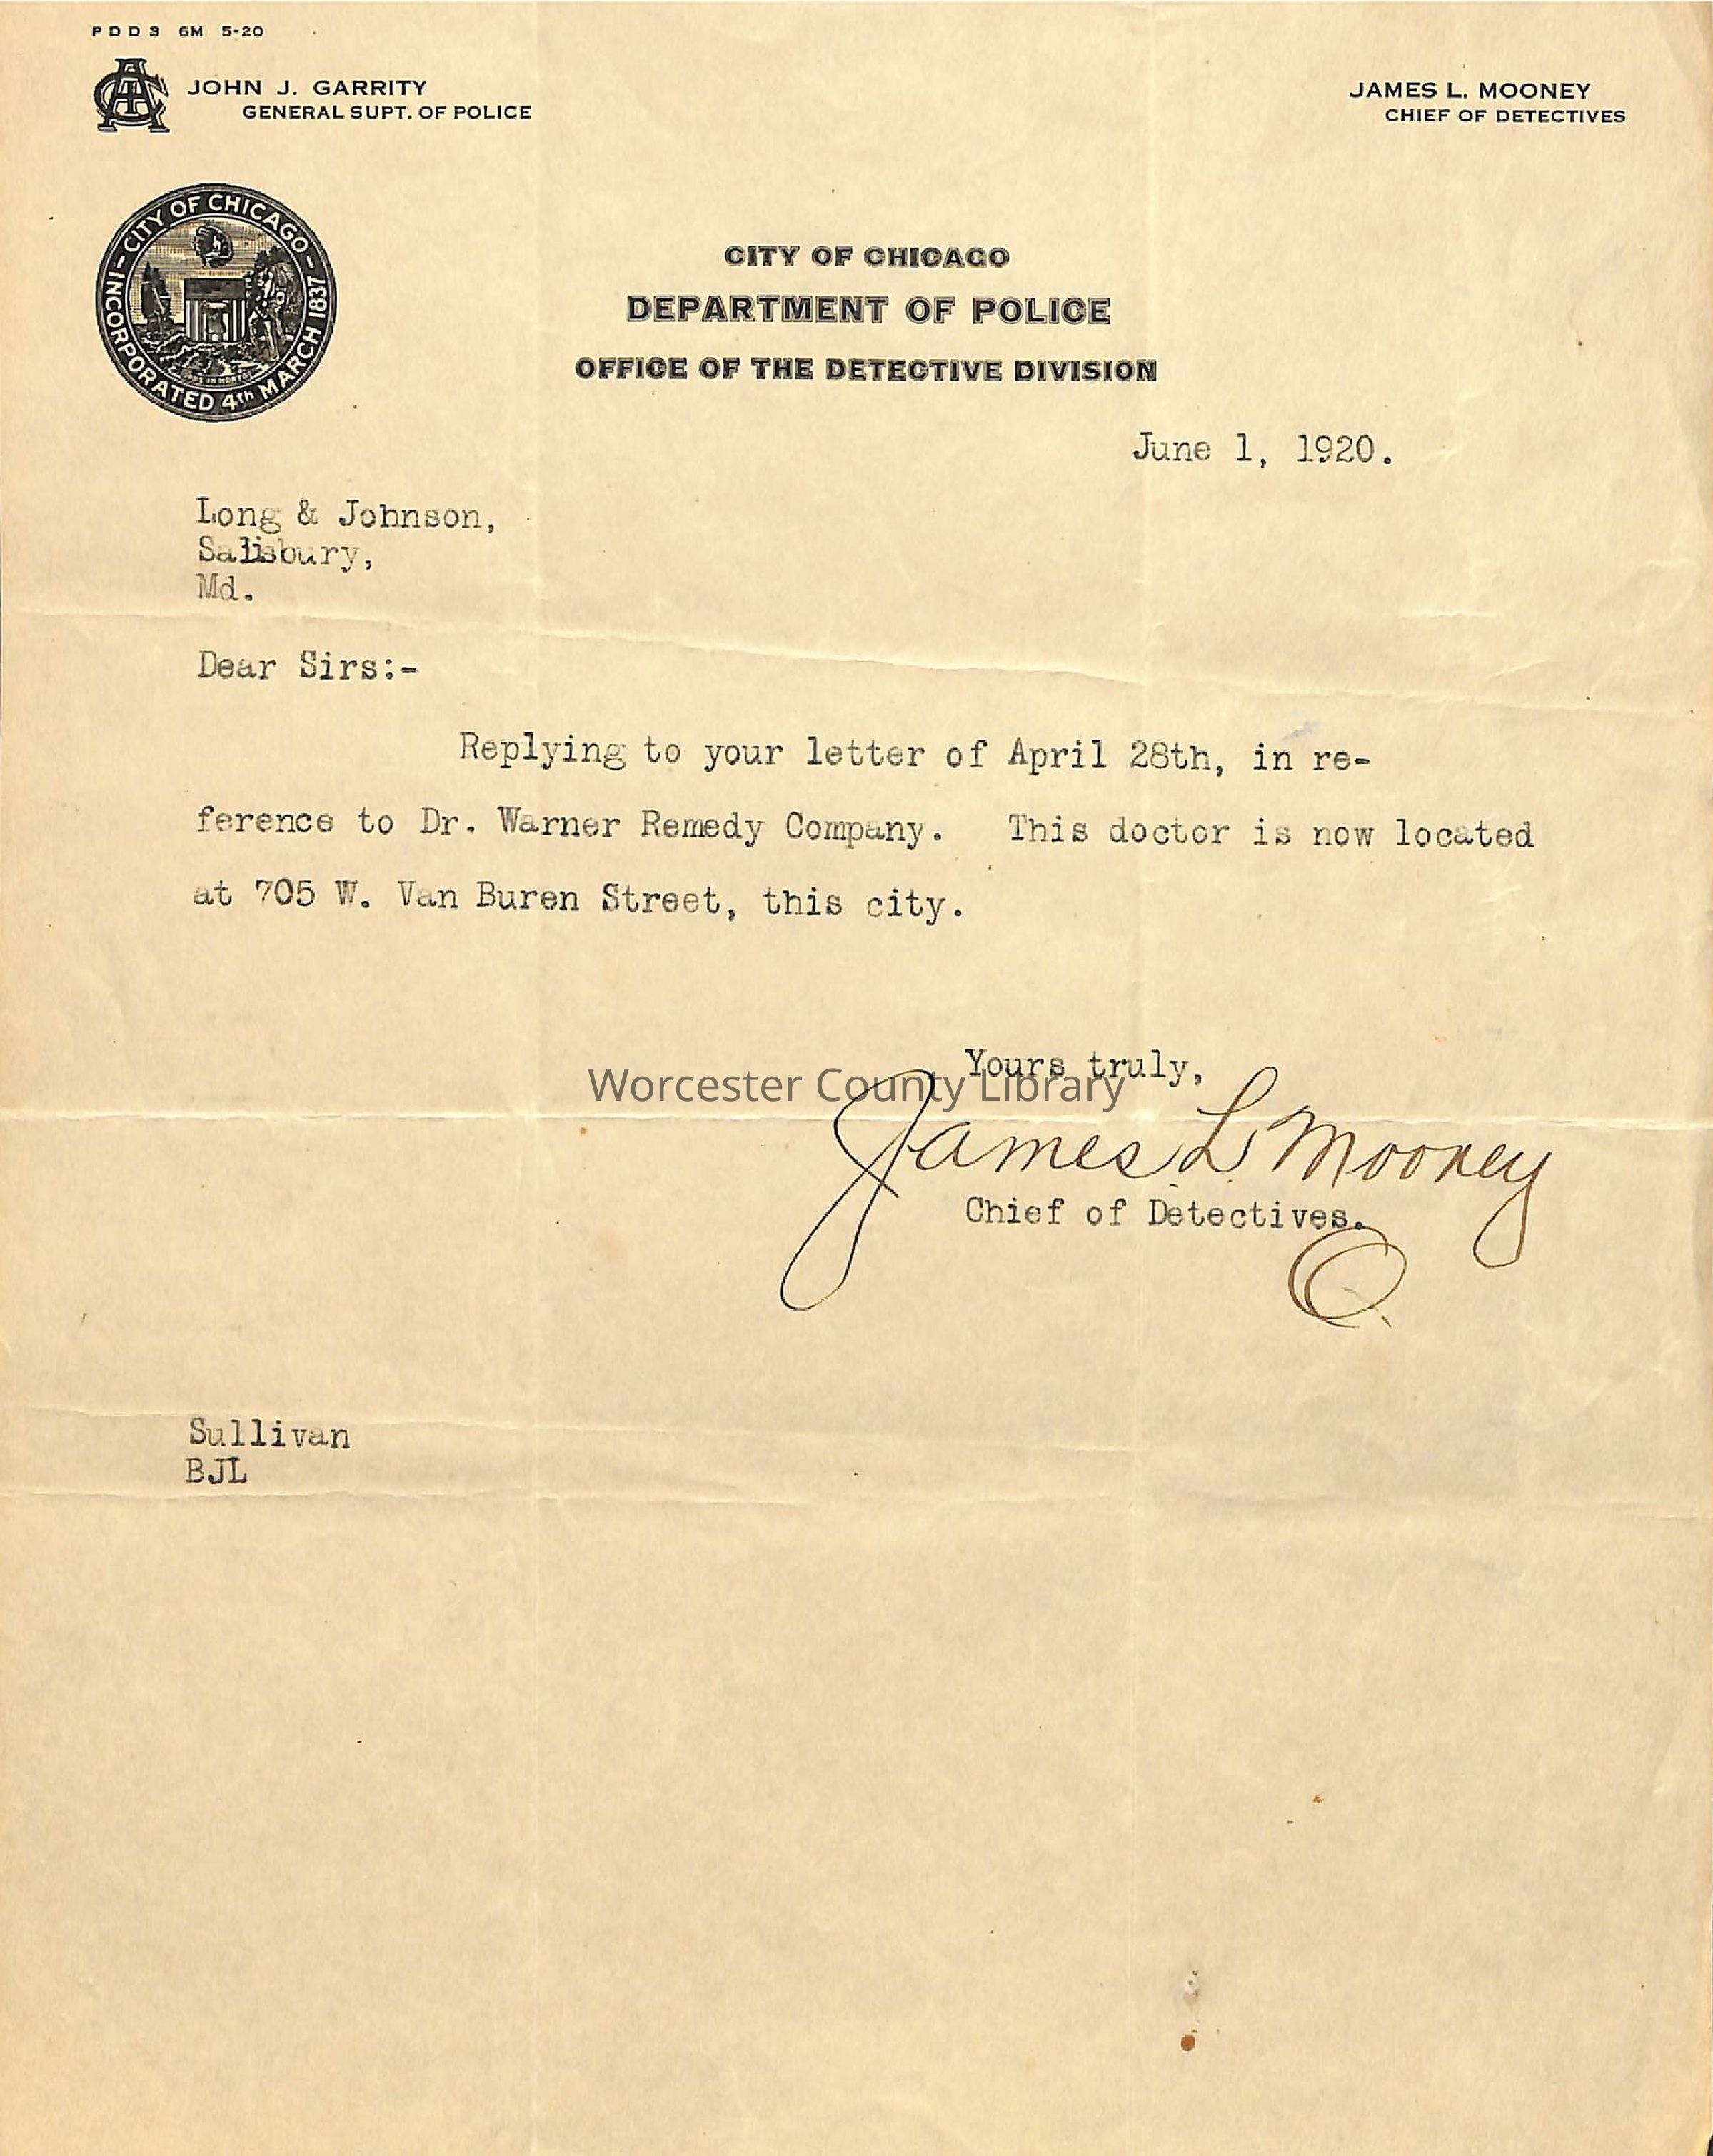 PDD3 6M 5-20
JOHN J. GARRITY
GENERAL SUPT. OF POLICE
JAMES L. MOONEY
CHIEF OF DETECTIVES
CITY OF CHICAGO
INCORPORATED 4th MARCH 1837
CITY OF CHICAGO
DEPARTMENT OF POLICE
OFFICE OF THE DETECTIVE DIVISION
June 1, 1920.
Long & Johnson,
Salisbury,
Md.
Dear Sirs:-
Replying to your letter of April 28th, in re-
ference to Dr. Warner Remedy Company. This doctor is now located
at 705 W. Van Buren Street, this city.
Yours truly,
Worcester County Library
James L Mooney
Chief of Detectives.
Sullivan
BJL